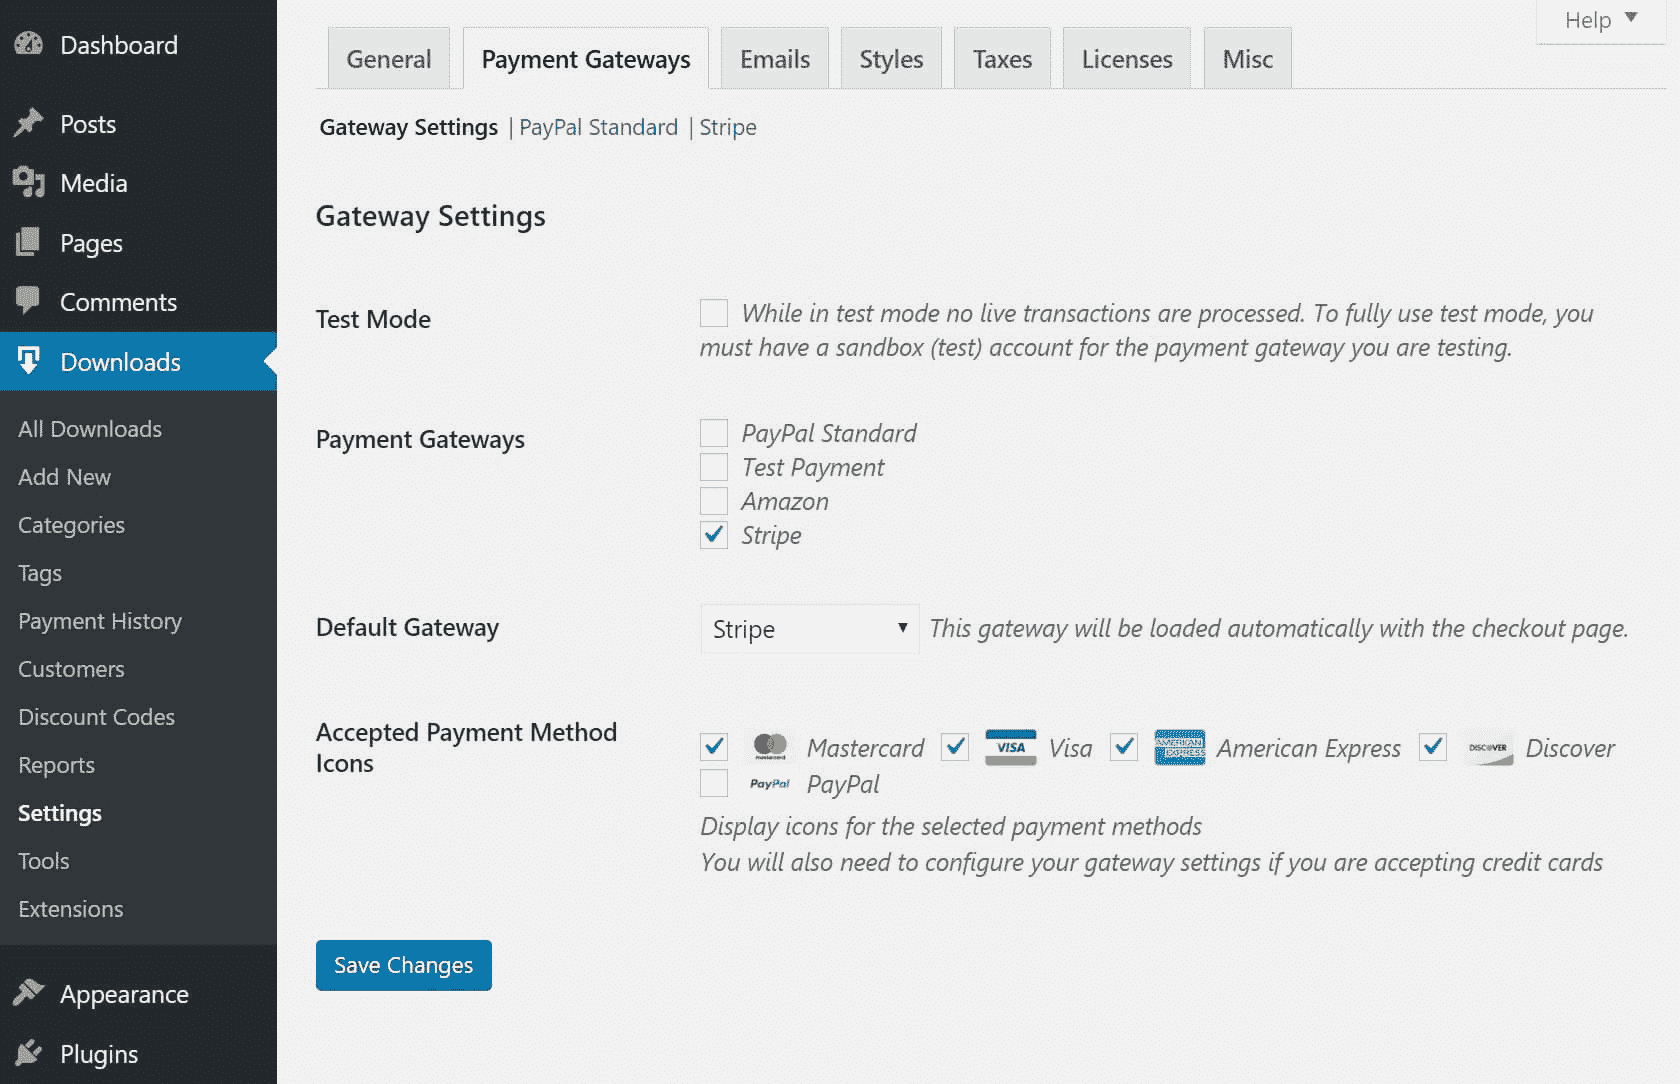 Dashboard
Posts
Media
Pages
Comments
Downloads
All Downloads
Add New
Categories
Tags
Payment History
Customers
Discount Codes
Reports
Settings
Tools
Extensions
Appearance
Plugins
Help ▼
General
Payment Gateways
Emails
Styles
Taxes
Licenses
Misc
Gateway Settings | PayPal Standard | Stripe
Gateway Settings
Test Mode
While in test mode no live transactions are processed. To fully use test mode, you
must have a sandbox (test) account for the payment gateway you are testing.
Payment Gateways
PayPal Standard
Test Payment
Amazon
Stripe
Default Gateway
Stripe ▼ This gateway will be loaded automatically with the checkout page.
Accepted Payment Method
Icons
mastercard Mastercard VISA Visa AMERICAN EXPRESS American Express DISCOVER Discover
PayPal PayPal
Display icons for the selected payment methods
You will also need to configure your gateway settings if you are accepting credit cards
Save Changes